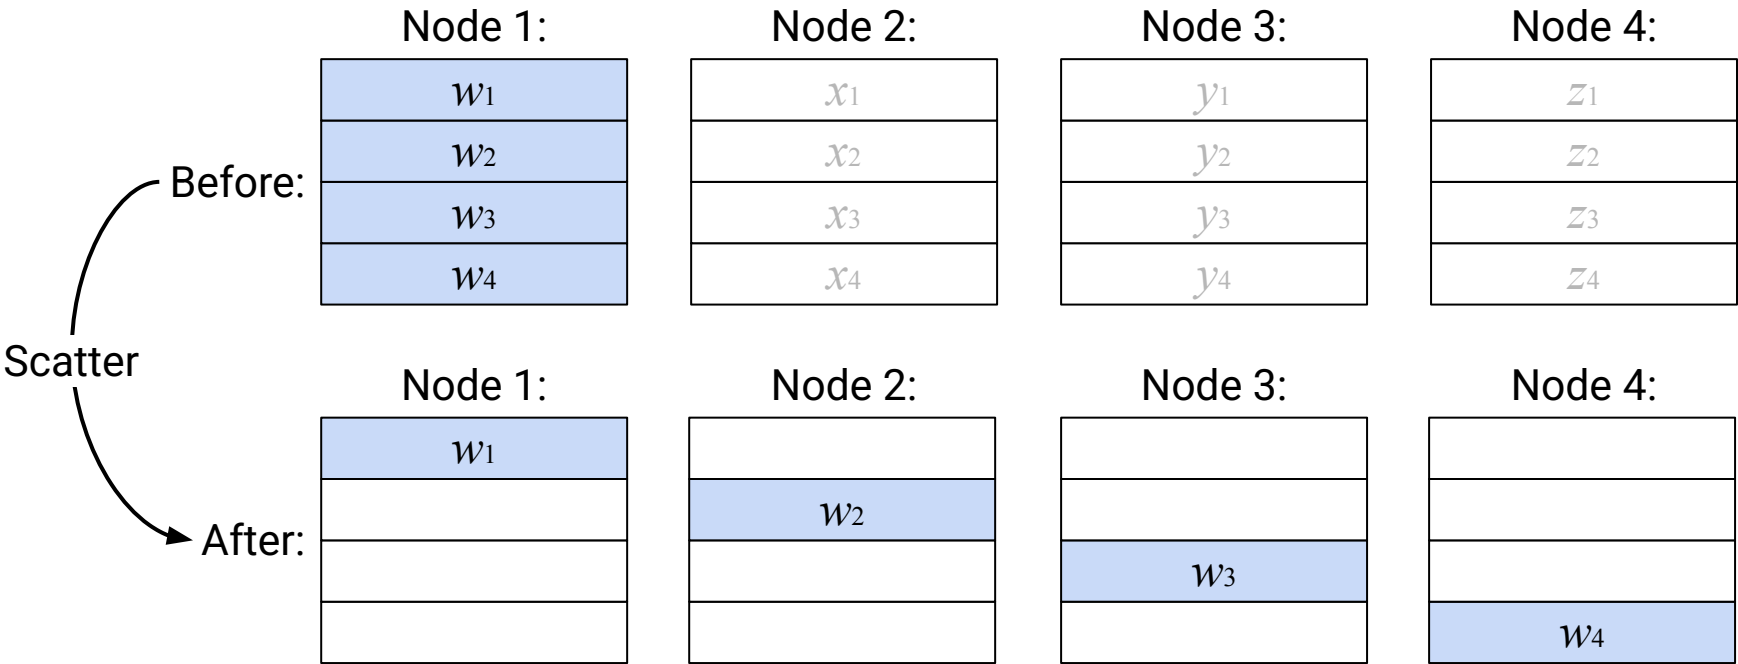 Node 1: Node 2: Node 3: Node 4:
w1 x1 y1 z1
w2 x2 y2 z2
Before:
w3 x3 y3 z3
w4 x4 y4 z4
Scatter
Node 1: Node 2: Node 3: Node 4:
w1
w2
After:
w3
w4